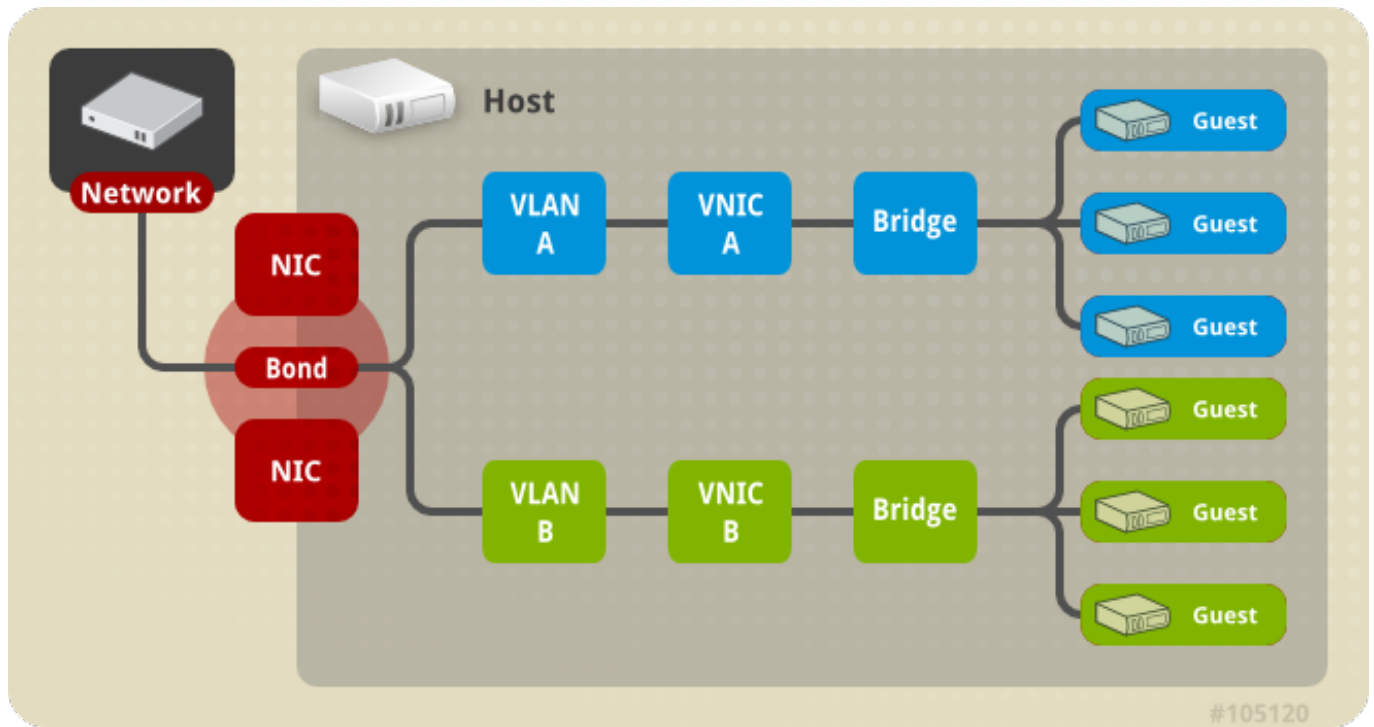 Host
Network
NIC
Bond
NIC
VLAN
A
VNIC
A
Bridge
Guest
Guest
Guest
VLAN
B
VNIC
B
Bridge
Guest
Guest
Guest
#105120